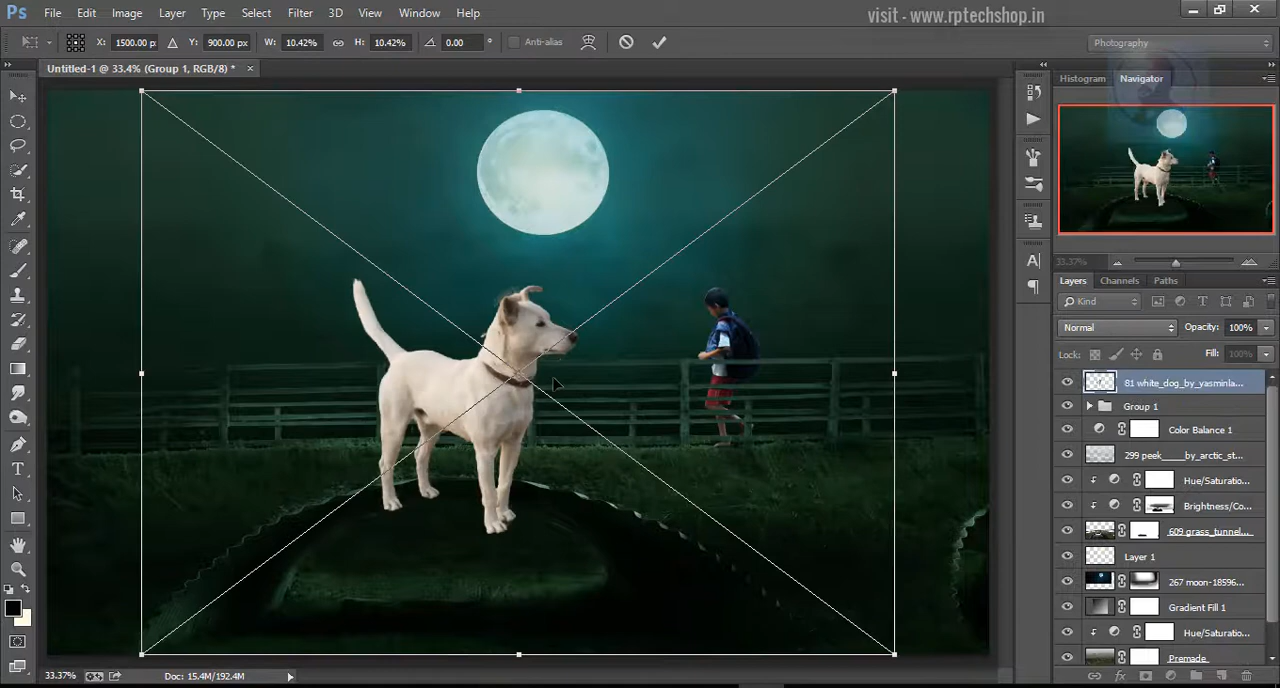 Ps File Edit Image Layer Type Select Filter 3D View Window Help
visit - www.rptechshop.in
X: 1500.00 px Y: 900.00 px W: 10.42% H: 10.42% 0.00 ° Anti-alias
Photography
Untitled-1 @ 33.4% (Group 1, RGB/8) * ×
Histogram Navigator
33.37%
Layers Channels Paths
Kind
Normal Opacity: 100%
Lock: Fill: 100%
81 white_dog_by_yasminla...
Group 1
Color Balance 1
299 peek____by_arctic_st...
Hue/Saturatio...
Brightness/Co...
609 grass_tunnel...
Layer 1
267 moon-18596...
Gradient Fill 1
Hue/Saturatio...
Premade
33.37% Doc: 15.4M/192.4M